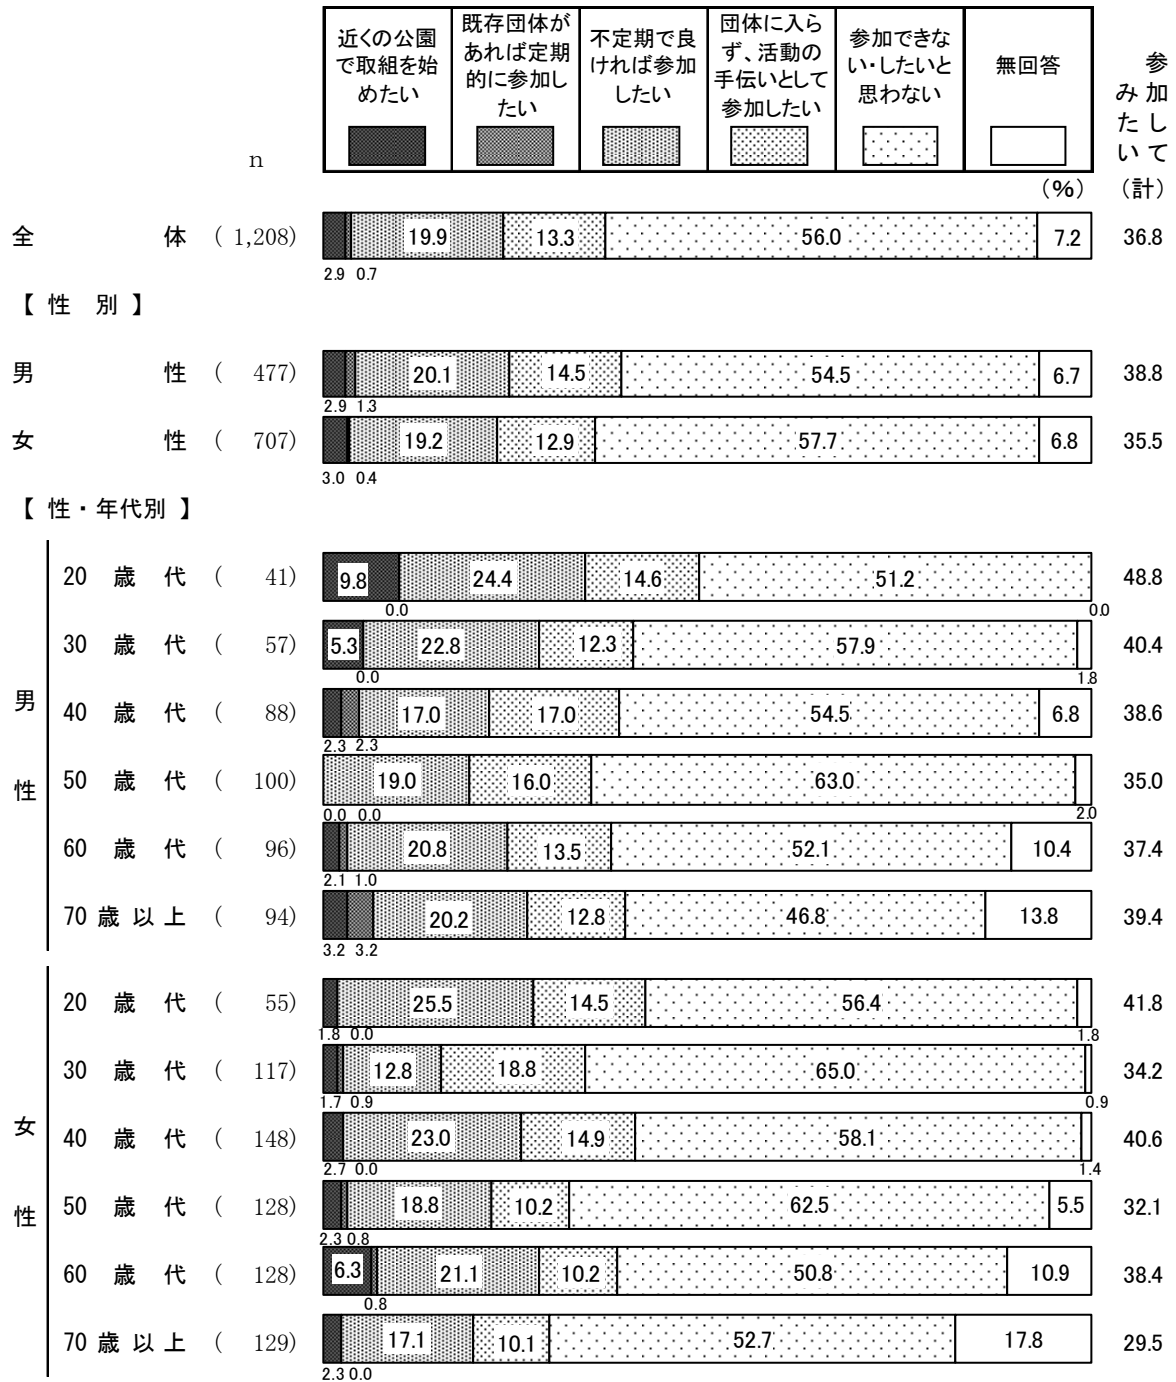 近くの公園
で取組を始
めたい
既存団体が
あれば定期
的に参加し
たい
不定期で良
ければ参加
したい
団体に入ら
ず、活動の
手伝いとして
参加したい
参加できな
い・したいと
思わない
無回答
参加して
みたい
(計)
n
(%)
全体 ( 1,208) 19.9 13.3 56.0 7.2 36.8
2.9 0.7
【 性 別 】
男性 ( 477) 20.1 14.5 54.5 6.7 38.8
2.9 1.3
女性 ( 707) 19.2 12.9 57.7 6.8 35.5
3.0 0.4
【 性・年代別 】
男性
20 歳 代 ( 41) 9.8 24.4 14.6 51.2 48.8
0.0 0.0
30 歳 代 ( 57) 5.3 22.8 12.3 57.9 40.4
0.0 1.8
40 歳 代 ( 88) 17.0 17.0 54.5 6.8 38.6
2.3 2.3
50 歳 代 ( 100) 19.0 16.0 63.0 35.0
0.0 0.0 2.0
60 歳 代 ( 96) 20.8 13.5 52.1 10.4 37.4
2.1 1.0
70 歳 以 上 ( 94) 20.2 12.8 46.8 13.8 39.4
3.2 3.2
女性
20 歳 代 ( 55) 25.5 14.5 56.4 41.8
1.8 0.0 1.8
30 歳 代 ( 117) 12.8 18.8 65.0 34.2
1.7 0.9 0.9
40 歳 代 ( 148) 23.0 14.9 58.1 40.6
2.7 0.0 1.4
50 歳 代 ( 128) 18.8 10.2 62.5 5.5 32.1
2.3 0.8
60 歳 代 ( 128) 6.3 21.1 10.2 50.8 10.9 38.4
0.8
70 歳 以 上 ( 129) 17.1 10.1 52.7 17.8 29.5
2.3 0.0